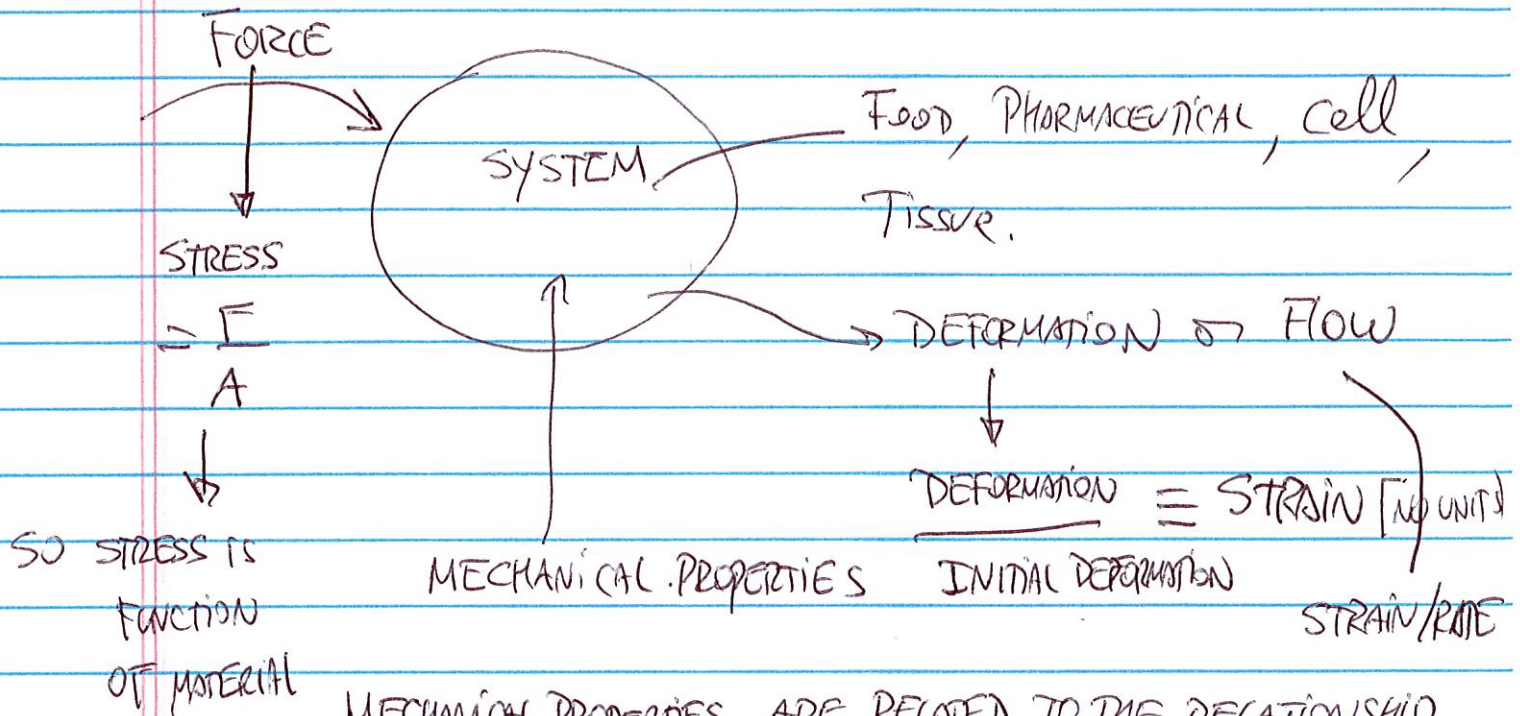 FORCE
SYSTEM
FOOD, PHARMACEUTICAL, Cell,
Tissue.
STRESS
= F
A
DEFORMATION or FLOW
DEFORMATION ≡ STRAIN [NO UNITS]
INITIAL DEFORMATION
STRAIN/RATE
SO STRESS IS
FUNCTION
OF MATERIAL
MECHANICAL PROPERTIES
MECHANICAL PROPERTIES ARE RELATED TO THE RELATIONSHIP